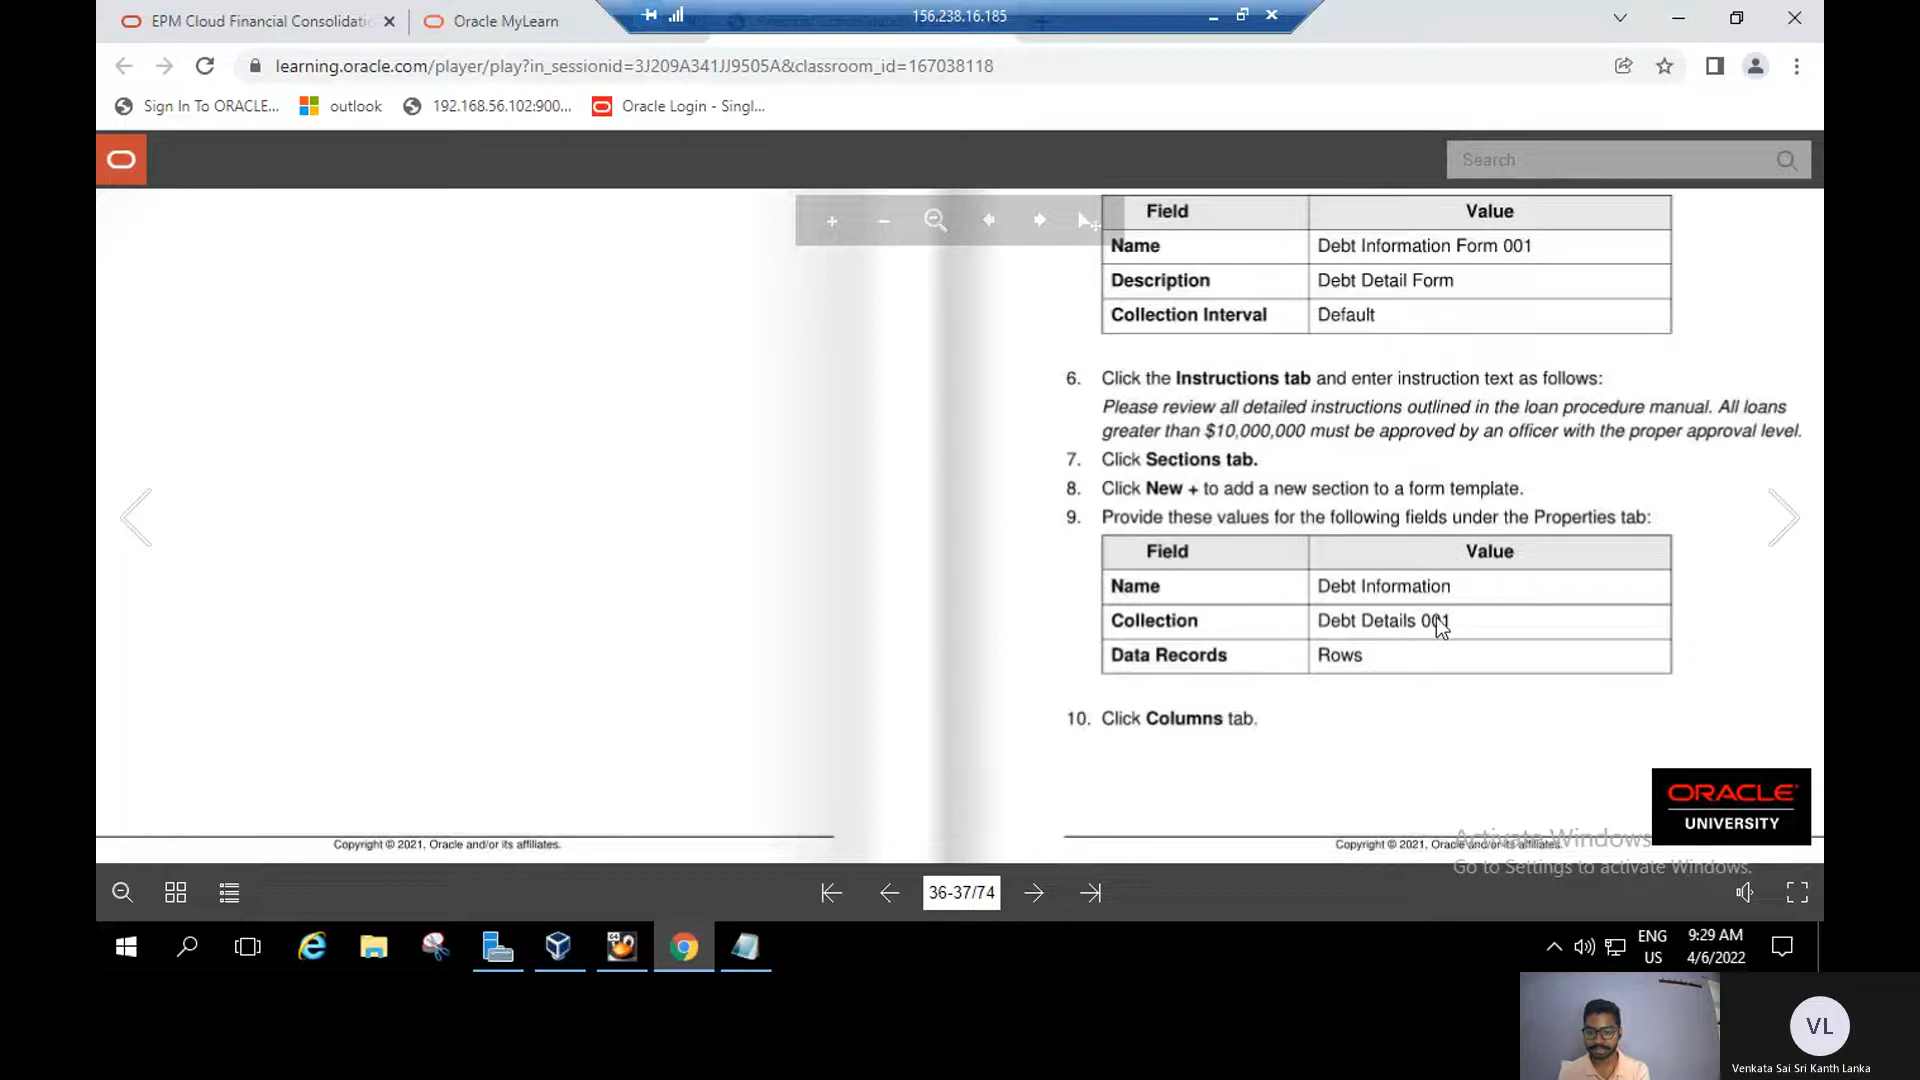 EPM Cloud Financial Consolidati
Oracle MyLearn
156.238.16.185
learning.oracle.com/player/play?in_sessionid=3J209A341JJ9505A&classroom_id=167038118
Sign In To ORACLE...
outlook
192.168.56.102:900...
Oracle Login - Singl...
Search
Field Value
Name Debt Information Form 001
Description Debt Detail Form
Collection Interval Default
6. Click the Instructions tab and enter instruction text as follows:
Please review all detailed instructions outlined in the loan procedure manual. All loans
greater than $10,000,000 must be approved by an officer with the proper approval level.
7. Click Sections tab.
8. Click New + to add a new section to a form template.
9. Provide these values for the following fields under the Properties tab:
Field Value
Name Debt Information
Collection Debt Details 001
Data Records Rows
10. Click Columns tab.
ORACLE
UNIVERSITY
Activate Windows
Go to Settings to activate Windows.
Copyright © 2021, Oracle and/or its affiliates.
Copyright © 2021, Oracle and/or its affiliates.
36-37/74
ENG
US
9:29 AM
4/6/2022
VL
Venkata Sai Sri Kanth Lanka